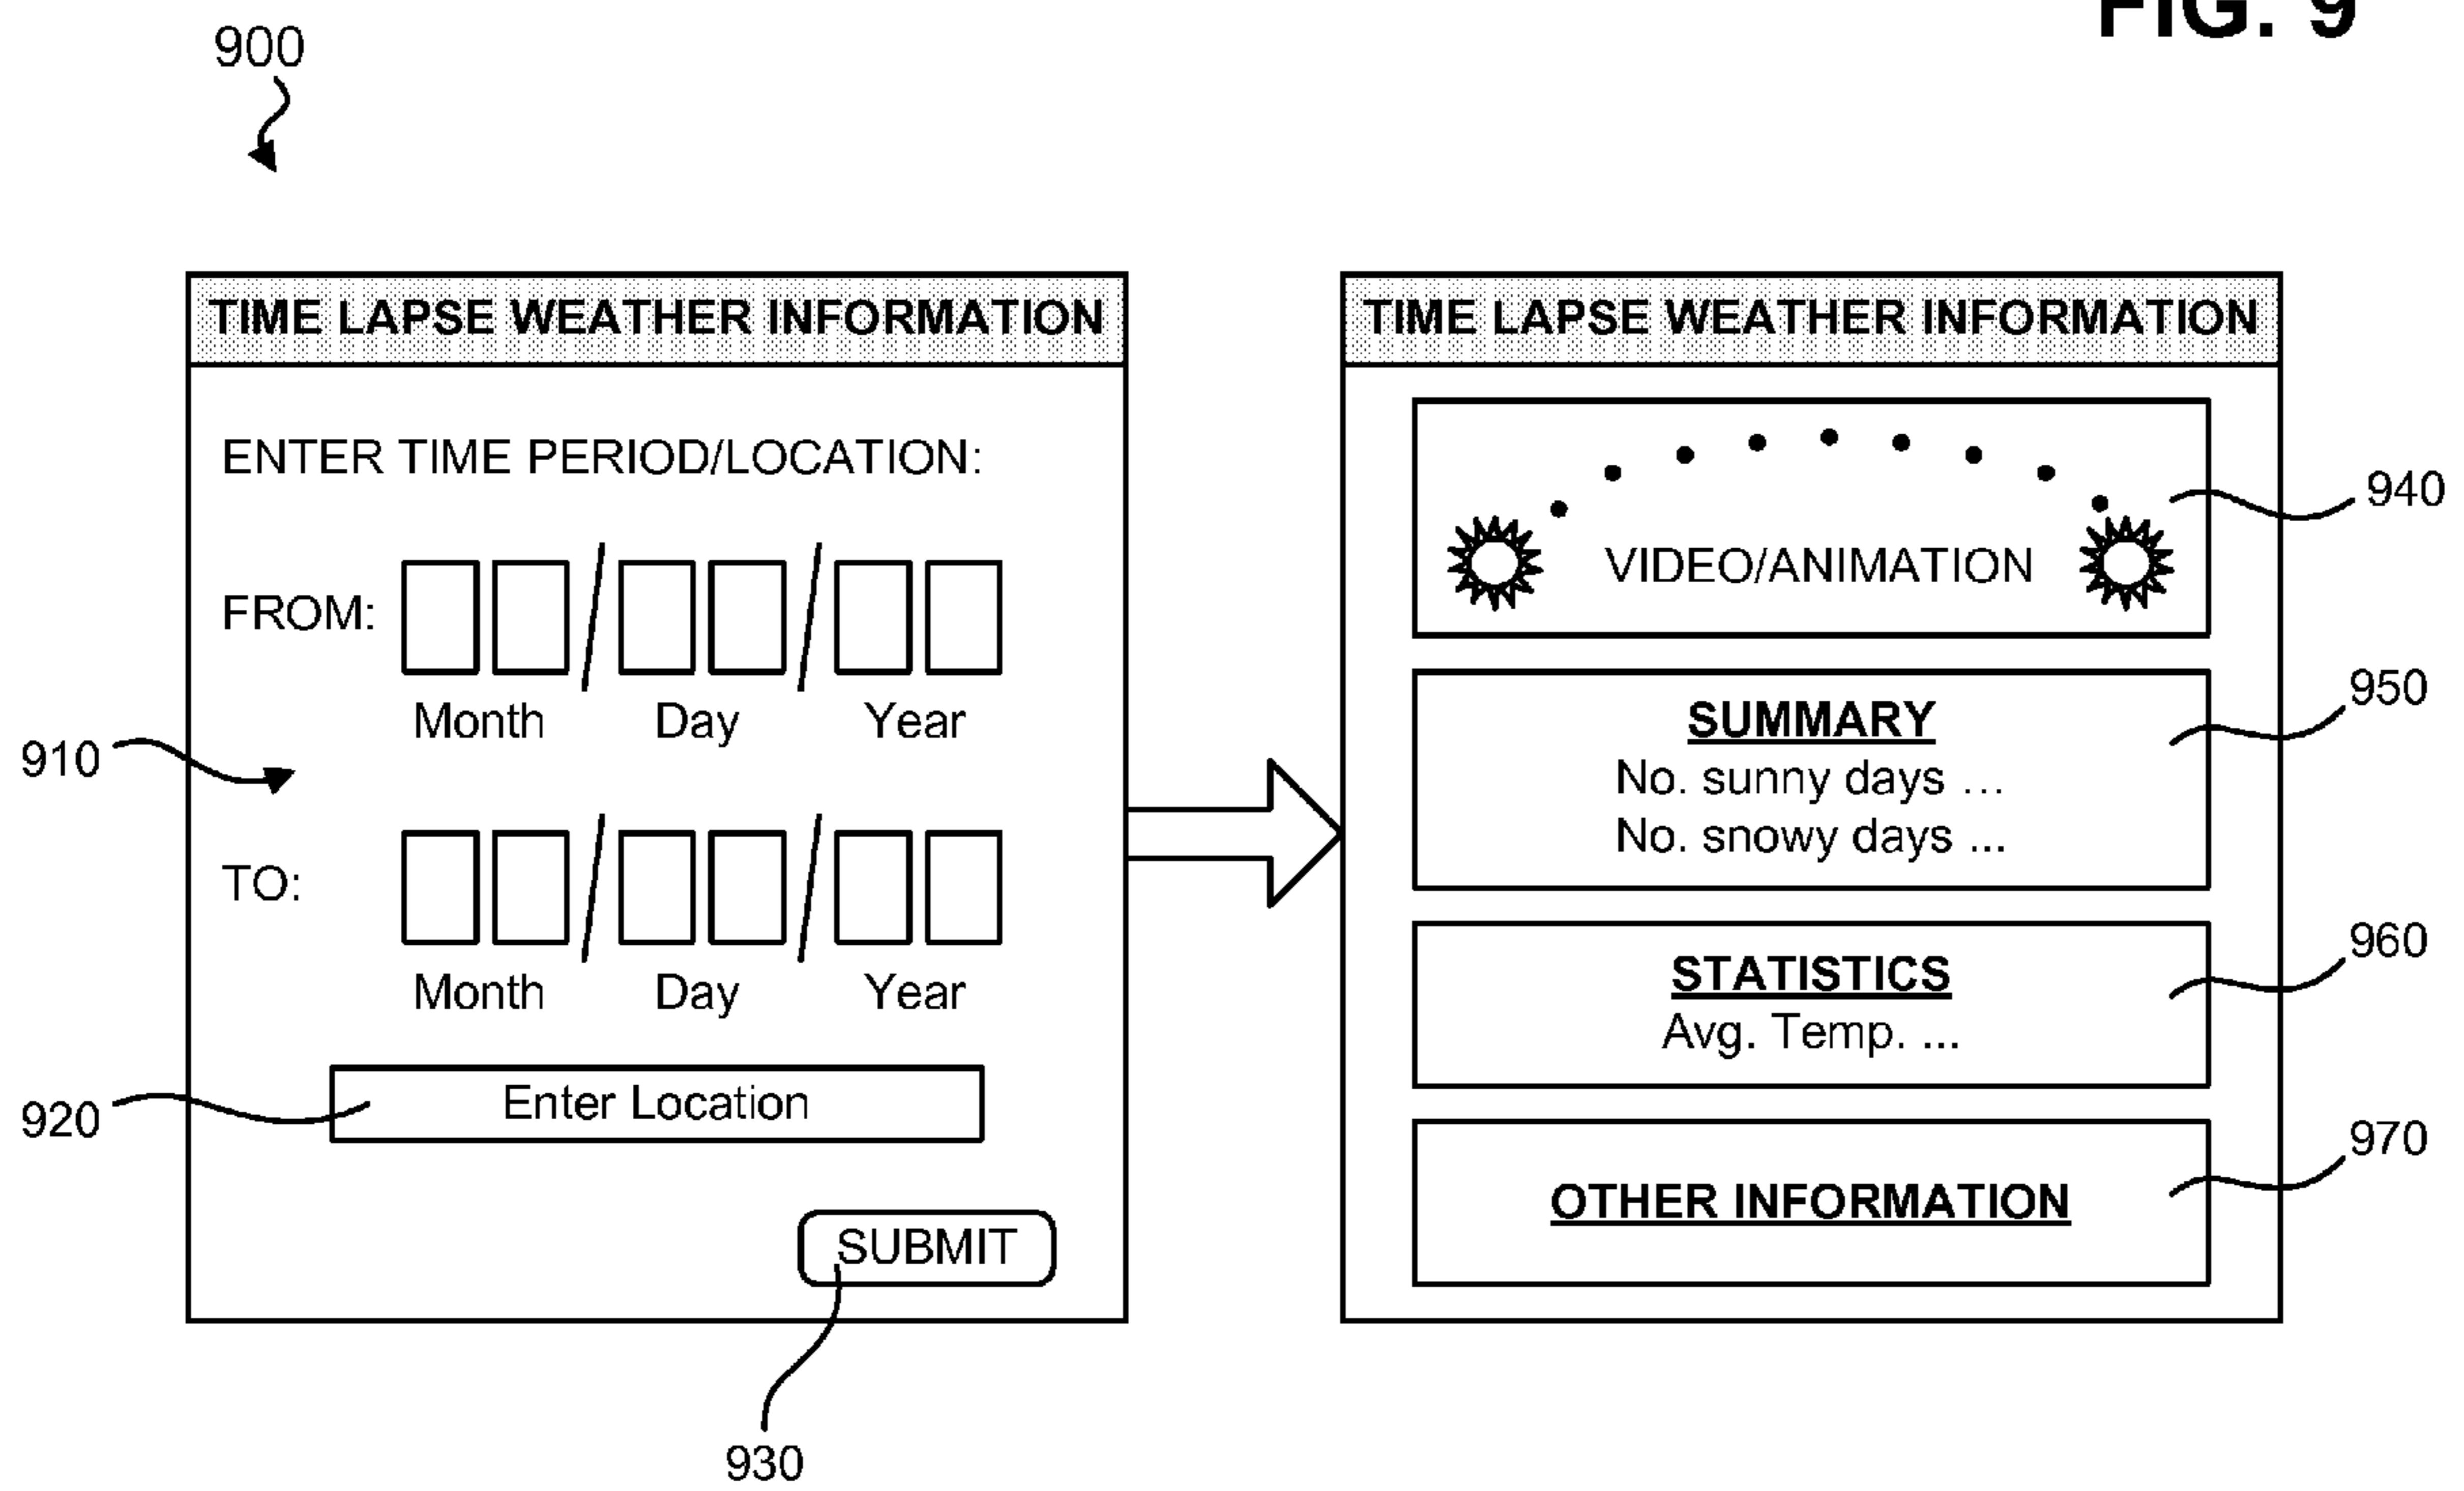 FIG. 9
900
TIME LAPSE WEATHER INFORMATION
ENTER TIME PERIOD/LOCATION:
FROM:
/ /
Month Day Year
910
TO:
/ /
Month Day Year
920
Enter Location
SUBMIT
930
TIME LAPSE WEATHER INFORMATION
VIDEO/ANIMATION
940
SUMMARY
No. sunny days ...
No. snowy days ...
950
STATISTICS
Avg. Temp. ...
960
OTHER INFORMATION
970